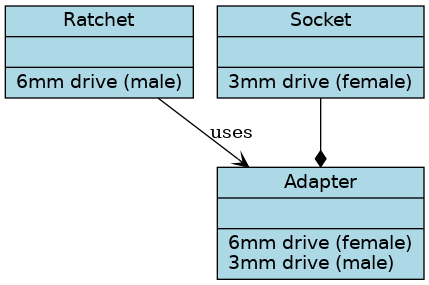 Ratchet
6mm drive (male)
Socket
3mm drive (female)
uses
Adapter
6mm drive (female)
3mm drive (male)